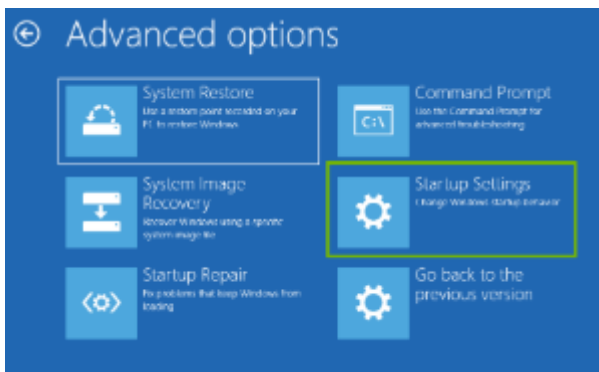 Advanced options
System Restore
Use a restore point recorded on your
PC to restore Windows
Command Prompt
Use the Command Prompt for
advanced troubleshooting
C:\
System Image
Recovery
Recover Windows using a specific
system image file
Startup Settings
Change Windows startup behavior
Startup Repair
Fix problems that keep Windows from
loading
Go back to the
previous version